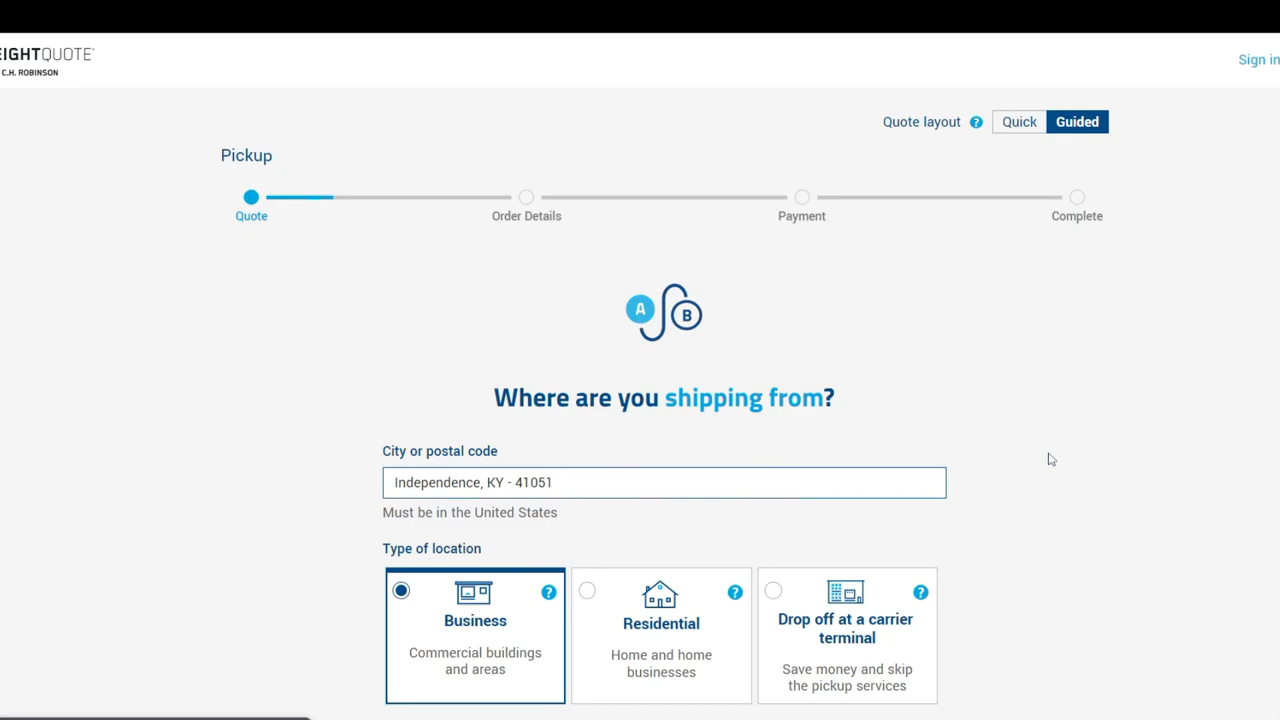 EIGHTQUOTE
C.H. ROBINSON
Sign in
Quote layout ? Quick Guided
Pickup
Quote Order Details Payment Complete
A B
Where are you shipping from?
City or postal code
Independence, KY - 41051
Must be in the United States
Type of location
? ? ?
Business
Commercial buildings
and areas
Residential
Home and home
businesses
Drop off at a carrier
terminal
Save money and skip
the pickup services